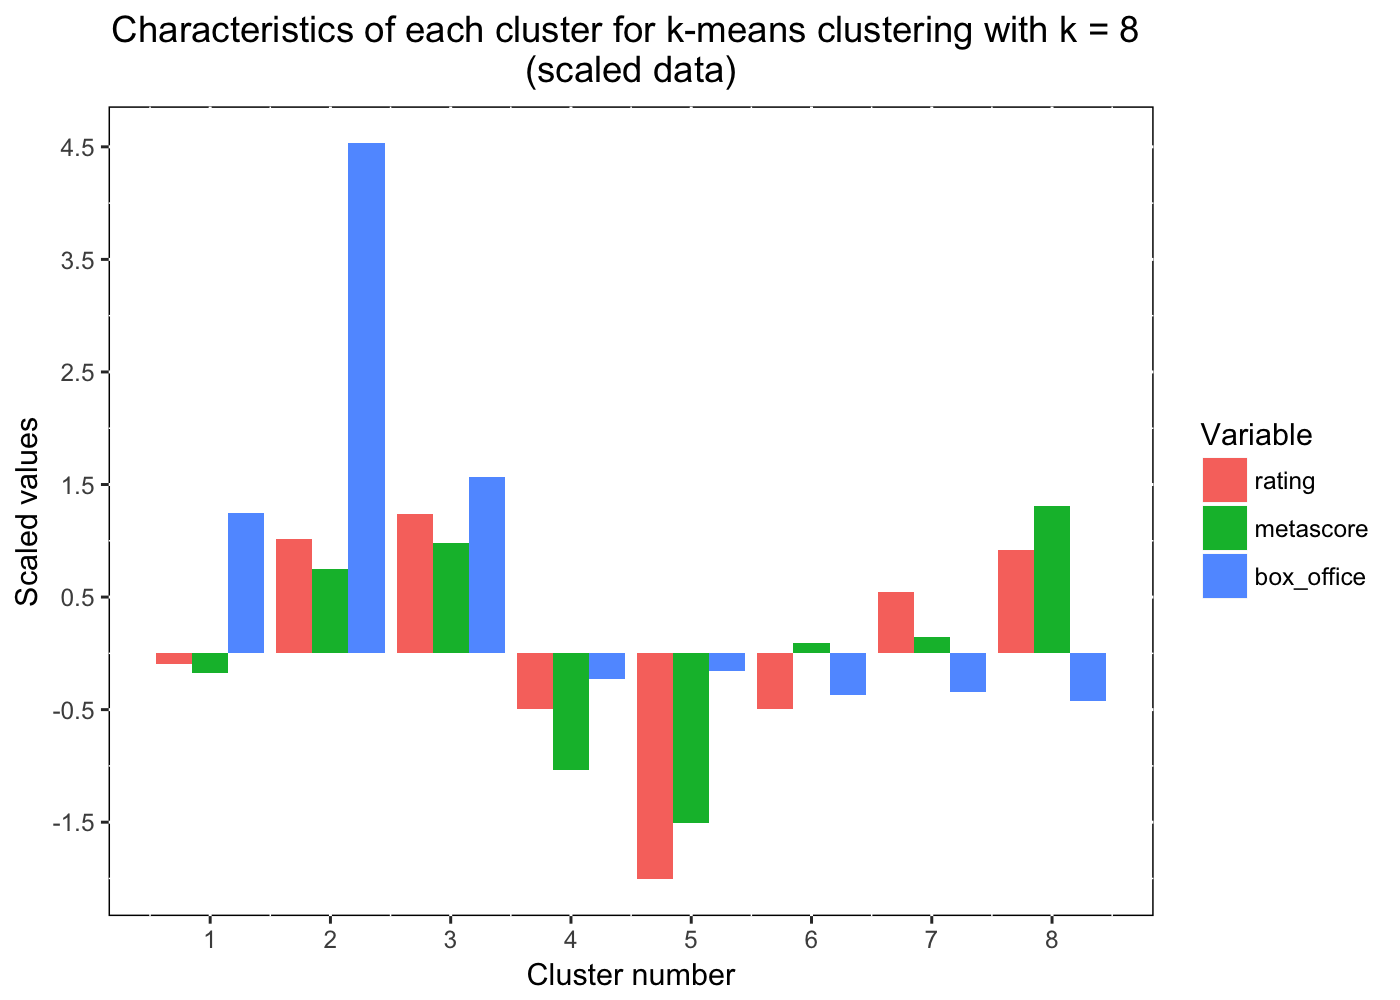 Characteristics of each cluster for k-means clustering with k = 8
(scaled data)
4.5
3.5
2.5
1.5
0.5
-0.5
-1.5
Scaled values
1 2 3 4 5 6 7 8
Cluster number
Variable
rating
metascore
box_office